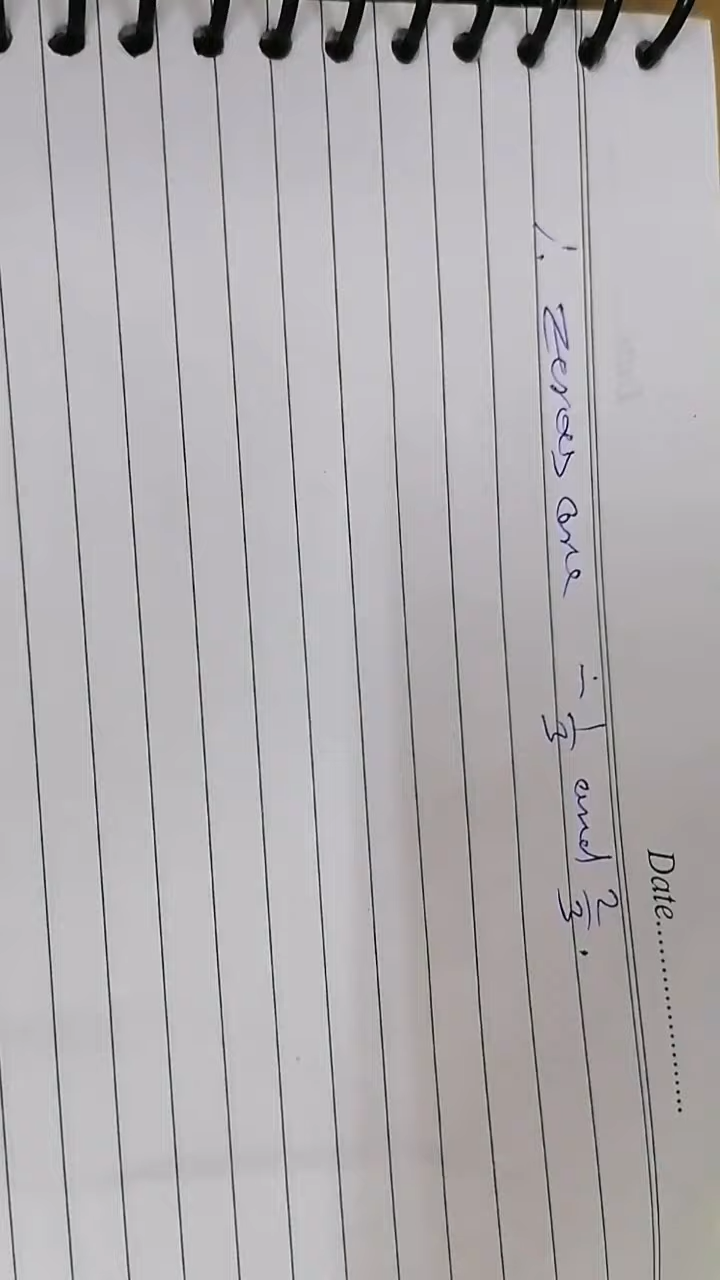 Date......................
∴ Zeroes are -1/3 and 2/3.